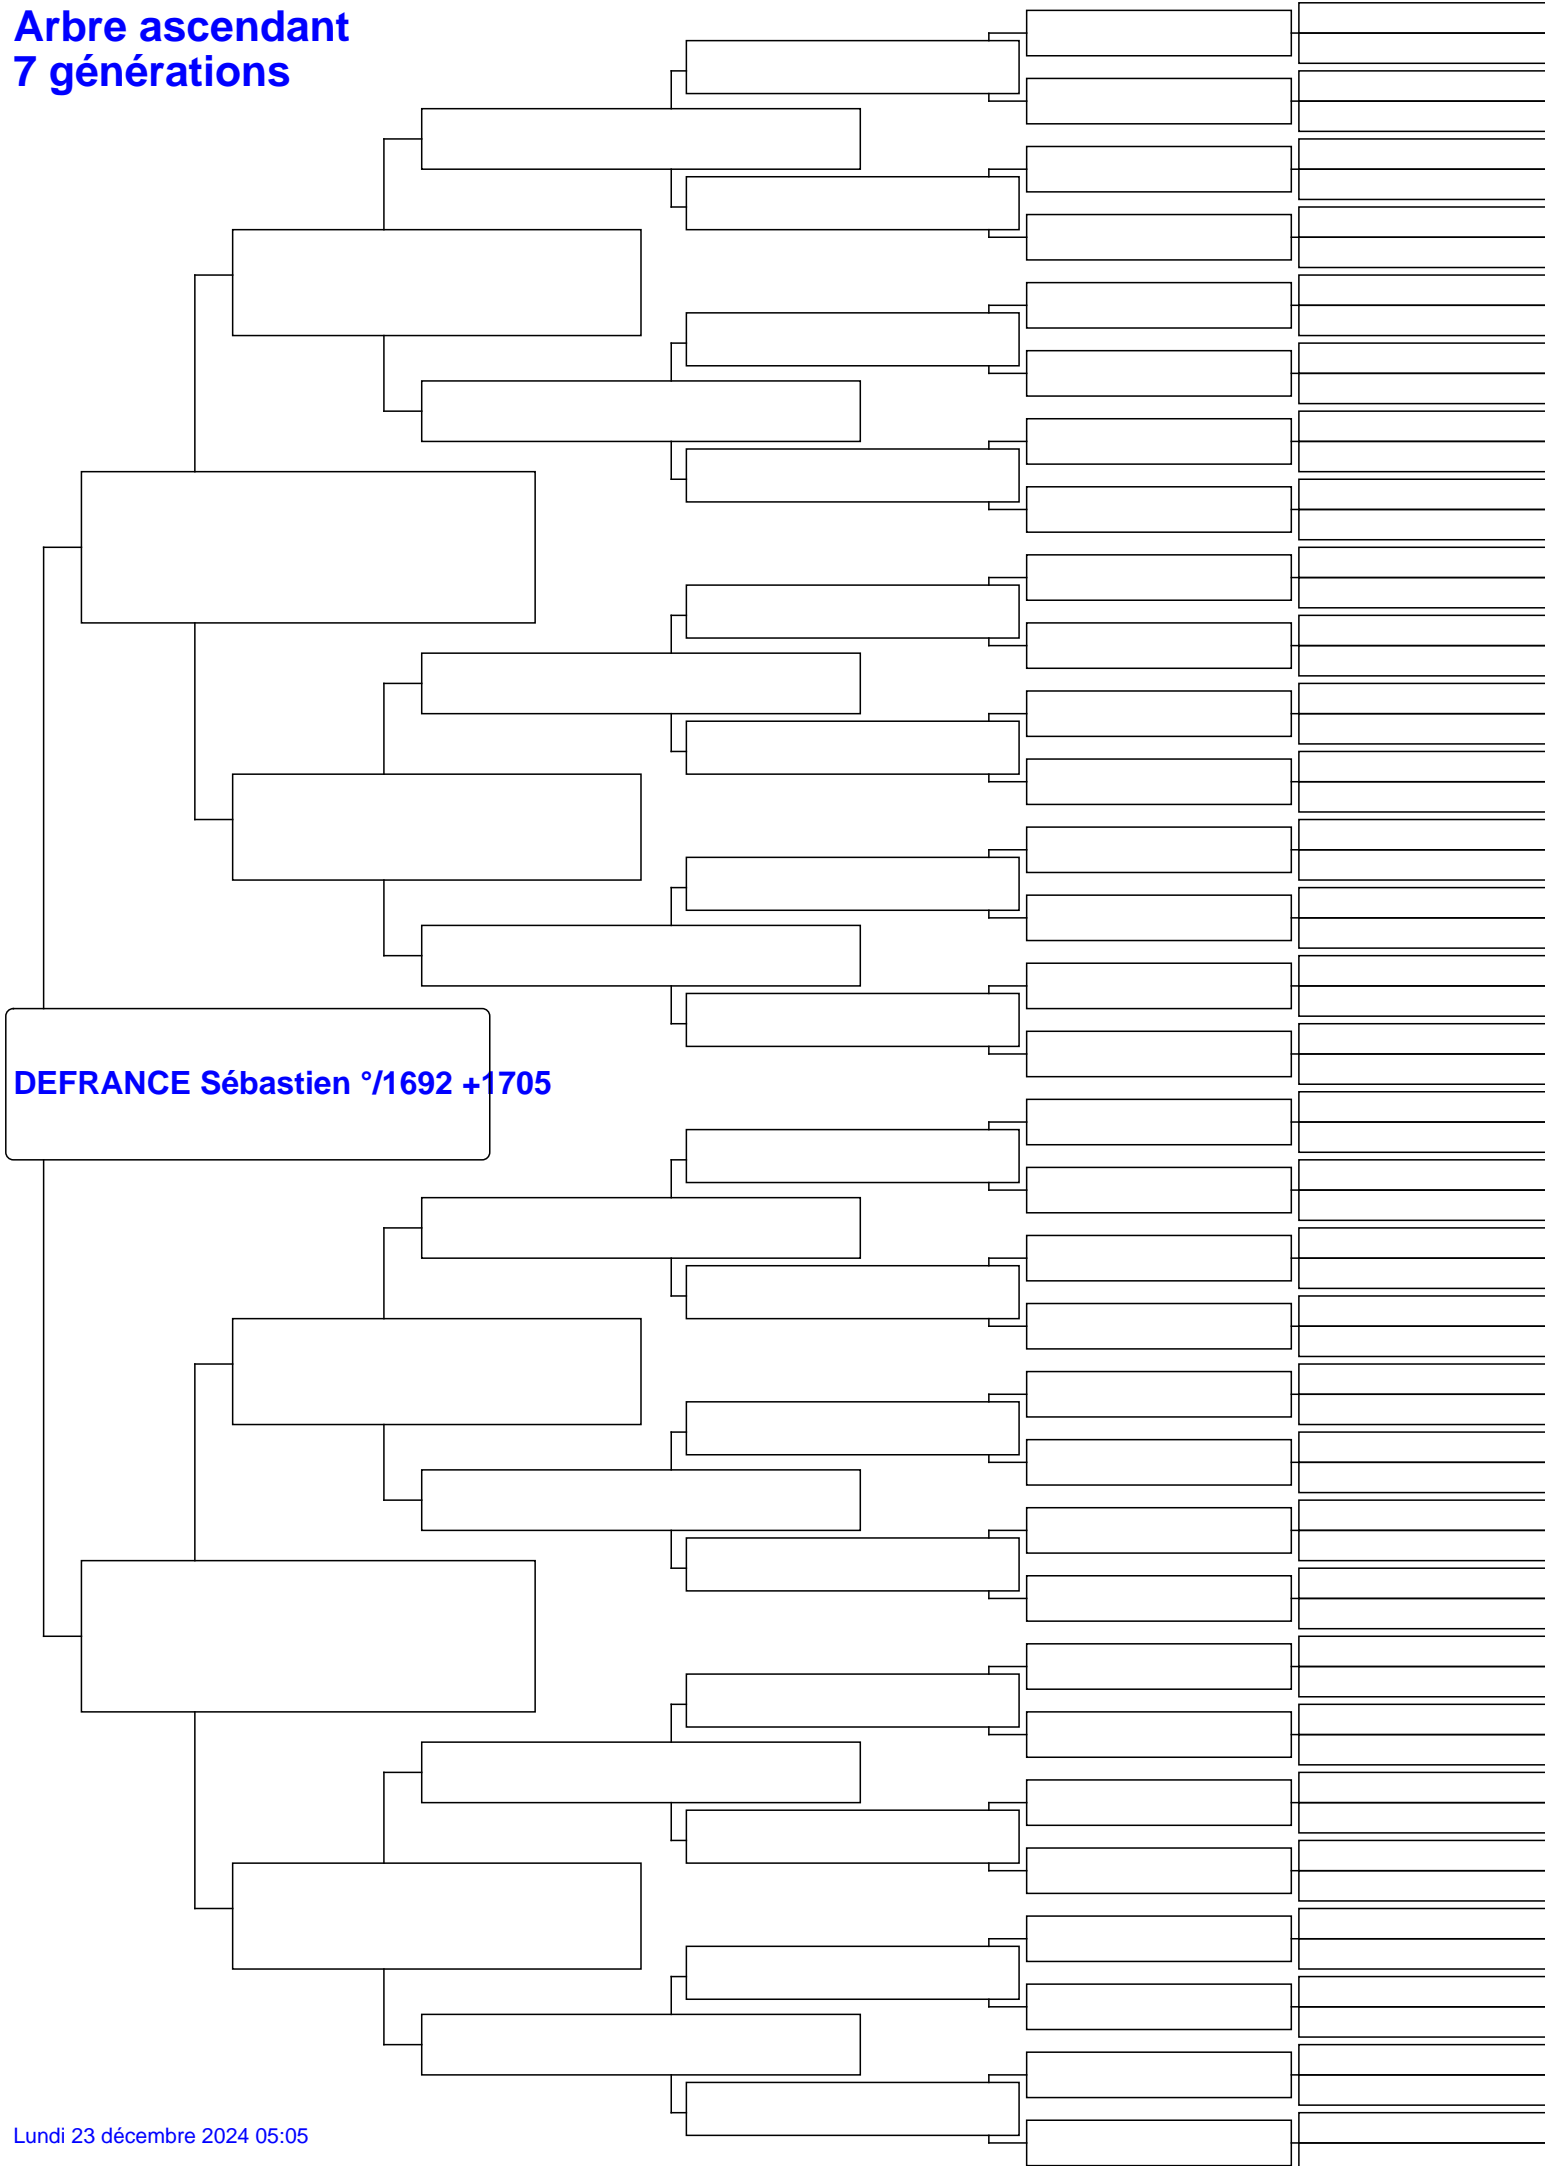 Arbre ascendant
7 générations
DEFRANCE Sébastien °/1692 +1705
Lundi 23 décembre 2024 05:05